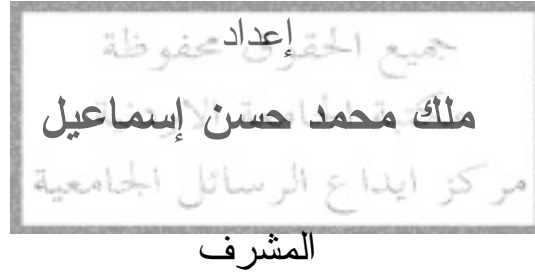 إعداد
جميع الحقوق محفوظة
ملك محمد حسن إسماعيل
مركز ايداع الرسائل الجامعية
المشرف